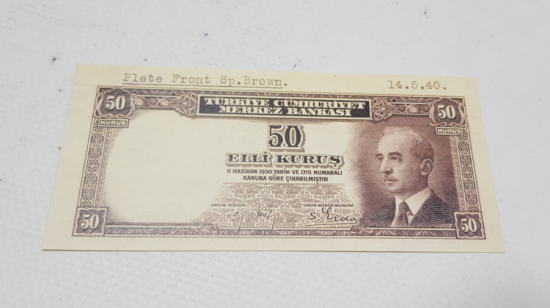 Plate Front Sp.Brown. 14.5.40.
50 TÜRKİYE CUMHURİYET 50
KURUŞ MERKEZ BANKASI KURUŞ
50
ELLİ KURUŞ
11 HAZİRAN 1930 TARİH VE 1715 NUMARALI
KANUNA GÖRE ÇIKARILMIŞTIR
50 50